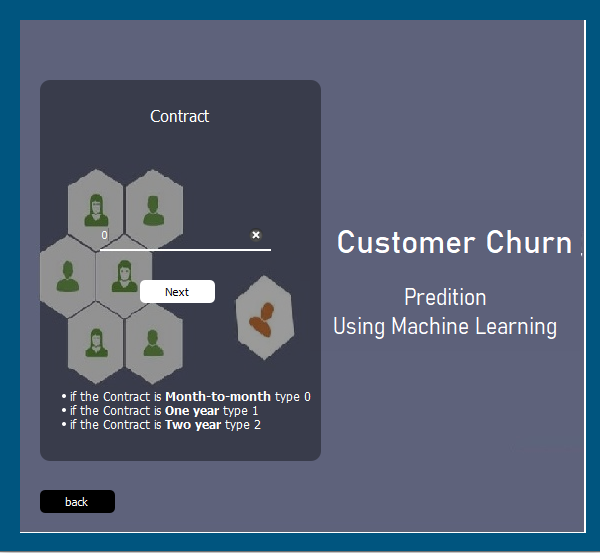 Contract
0
Next
• if the Contract is Month-to-month type 0
• if the Contract is One year type 1
• if the Contract is Two year type 2
back
Customer Churn
Predition
Using Machine Learning